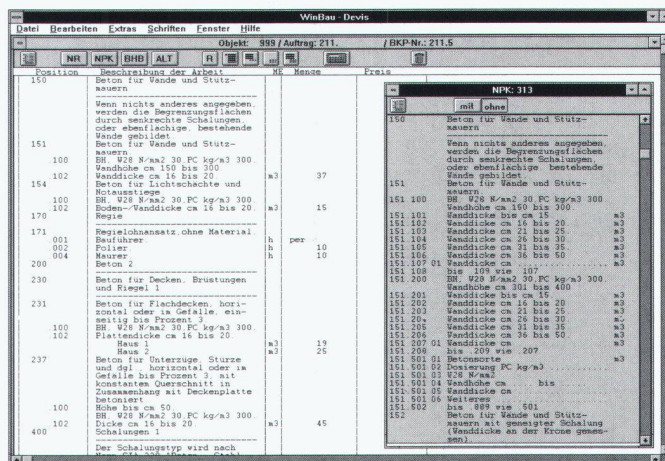 WinBau - Devis
Datei Bearbeiten Extras Schriften Fenster Hilfe
Objekt: 999 / Auftrag: 211. / BKP-Nr.: 211.5
NR NPK BHB ALT R
Position Beschreibung der Arbeit ME Menge Preis
150 Beton für Wände und Stütz-
mauern
Wenn nichts anderes angegeben,
werden die Begrenzungsflächen
durch senkrechte Schalungen,
oder ebenflächige, bestehende
Wände gebildet.
151 Beton für Wände und Stütz-
mauern
.100 BH, W28 N/mm2 30,PC kg/m3 300.
Wandhöhe cm 150 bis 300.
102 Wanddicke cm 16 bis 20. m3 37
154 Beton für Lichtschächte und
Notausstiege
.100 BH, W28 N/mm2 30,PC kg/m3 300.
102 Boden-/Wanddicke cm 16 bis 20. m3 15
170 Regie
171 Regielohnansatz,ohne Material.
001 Bauführer. h per
002 Polier h 10
004 Maurer h 10
200 Beton 2
230 Beton für Decken, Brüstungen
und Riegel 1
231 Beton für Flachdecken, hori-
zontal oder im Gefälle, ein-
seitig bis Prozent 3.
100 BH, W28 N/mm2 30,PC kg/m3 300.
102 Plattendicke cm 16 bis 20.
Haus 1 m3 19
Haus 2 m3 25
237 Beton für Unterzüge, Stürze
und dgl., horizontal oder im
Gefälle bis Prozent 3, mit
konstantem Querschnitt in
Zusammenhang mit Deckenplatte
betoniert.
100 Höhe bis cm 50.
BH, W28 N/mm2 30,PC kg/m3 300.
102 Dicke cm 16 bis 20. m3 45
400 Schalungen 1
Der Schalungstyp wird nach
NPK: 313
mit ohne
150 Beton für Wände und Stütz-
mauern
Wenn nichts anderes angegeben,
werden die Begrenzungsflächen
durch senkrechte Schalungen,
oder ebenflächige, bestehende
Wände gebildet.
151 Beton für Wände und Stütz-
mauern
151.100 BH, W28 N/mm2 30,PC kg/m3 300.
Wandhöhe cm 150 bis 300.
151.101 Wanddicke bis cm 15. m3
151.102 Wanddicke cm 16 bis 20. m3
151.103 Wanddicke cm 21 bis 25. m3
151.104 Wanddicke cm 26 bis 30. m3
151.105 Wanddicke cm 31 bis 35. m3
151.106 Wanddicke cm 36 bis 50. m3
151.107 01 Wanddicke cm m3
151.108 bis .109 wie .107
151.200 BH, W28 N/mm2 30,PC kg/m3 300.
Wandhöhe cm 301 bis 400.
151.201 Wanddicke bis cm 15. m3
151.202 Wanddicke cm 16 bis 20. m3
151.203 Wanddicke cm 21 bis 25. m3
Wanddicke cm 26 bis 30.
151.205 Wanddicke cm 31 bis 35. m3
151.206 Wanddicke cm 36 bis 50. m3
151.207 01 Wanddicke cm m3
151.208 bis .209 wie .207
151.501 01 Betonsorte m3
151.501 02 Dosierung PC kg/m3
151.501 03 W28 N/mm2
151.501 04 Wandhöhe cm bis
151.501 05 Wanddicke cm
151.501 06 Weiteres
151.502 bis .889 wie .501
152 Beton für Wände und Stütz-
mauern mit geneigter Schalung
(Wanddicke an der Krone gemes-
sen).